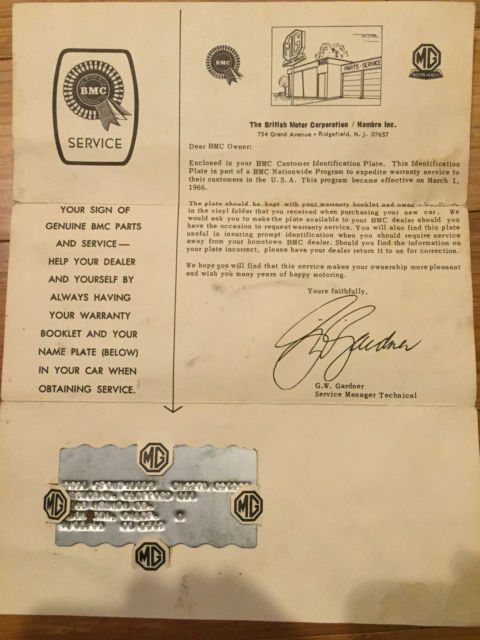 BMC
SERVICE
YOUR SIGN OF
GENUINE BMC PARTS
AND SERVICE—
HELP YOUR DEALER
AND YOURSELF BY
ALWAYS HAVING
YOUR WARRANTY
BOOKLET AND YOUR
NAME PLATE (BELOW)
IN YOUR CAR WHEN
OBTAINING SERVICE.
BMC
MG
PARTS - SERVICE
MG
AUSTIN HEALEY
The British Motor Corporation / Hambro Inc.
734 Grand Avenue • Ridgefield, N. J. 07657
Dear BMC Owner:
Enclosed is your BMC Customer Identification Plate. This Identification
Plate is part of a BMC Nationwide Program to expedite warranty service to
their customers in the U. S. A. This program became effective on March 1,
1966.
The plate should be kept with your warranty booklet and
in the vinyl folder that you received when purchasing your new car. We
would ask you to make the plate available to your BMC dealer should you
have the occasion to request warranty service. You will also find this plate
useful in insuring prompt identification when you should require service
away from your hometown BMC dealer. Should you find the information on
your plate incorrect, please have your dealer return it to us for correction.
We hope you will find that this service makes your ownership more pleasant
and wish you many years of happy motoring.
Yours faithfully,
G.W. Gardner
G.W. Gardner
Service Manager Technical
MG
MG
MG
MG